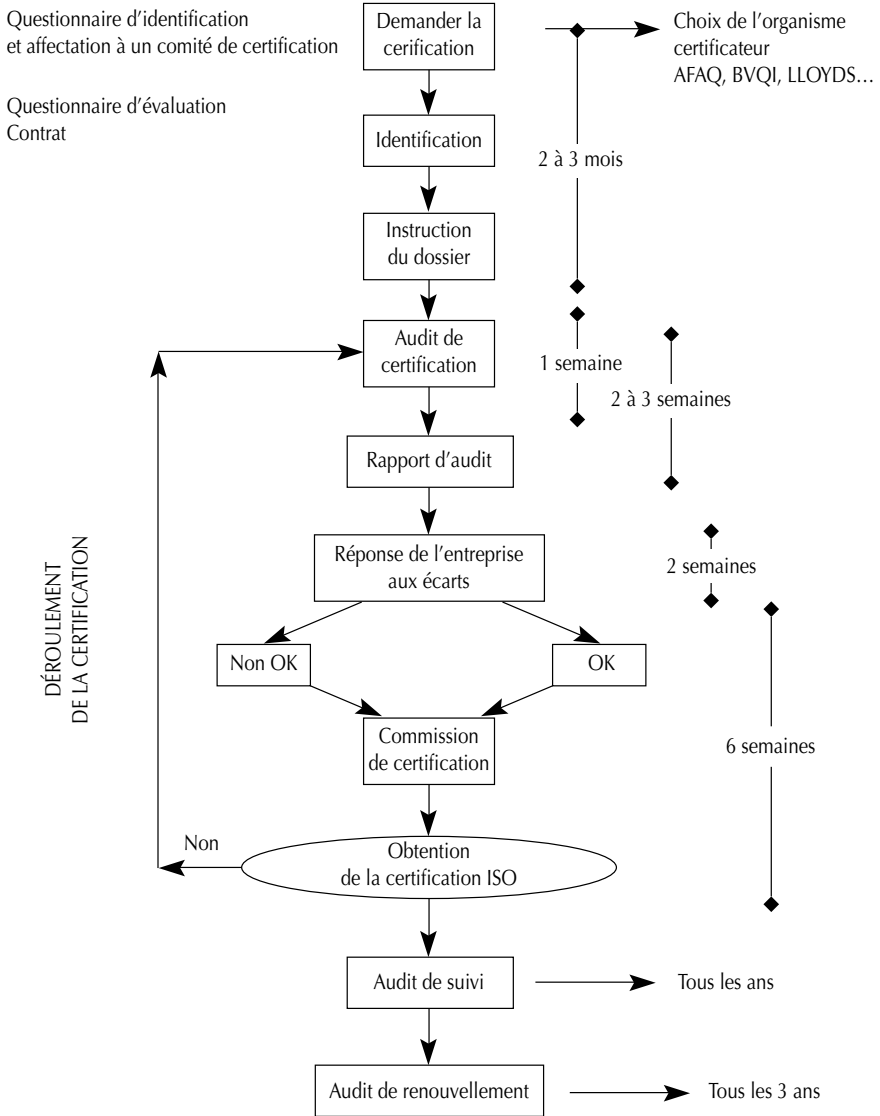 Questionnaire d'identification
et affectation à un comité de certification
Demander la
cerification
Choix de l'organisme
certificateur
AFAQ, BVQI, LLOYDS…
Questionnaire d'évaluation
Contrat
Identification
2 à 3 mois
Instruction
du dossier
Audit de
certification
1 semaine
2 à 3 semaines
Rapport d'audit
Réponse de l'entreprise
aux écarts
2 semaines
DÉROULEMENT
DE LA CERTIFICATION
Non OK
OK
Commission
de certification
6 semaines
Non
Obtention
de la certification ISO
Audit de suivi
Tous les ans
Audit de renouvellement
Tous les 3 ans